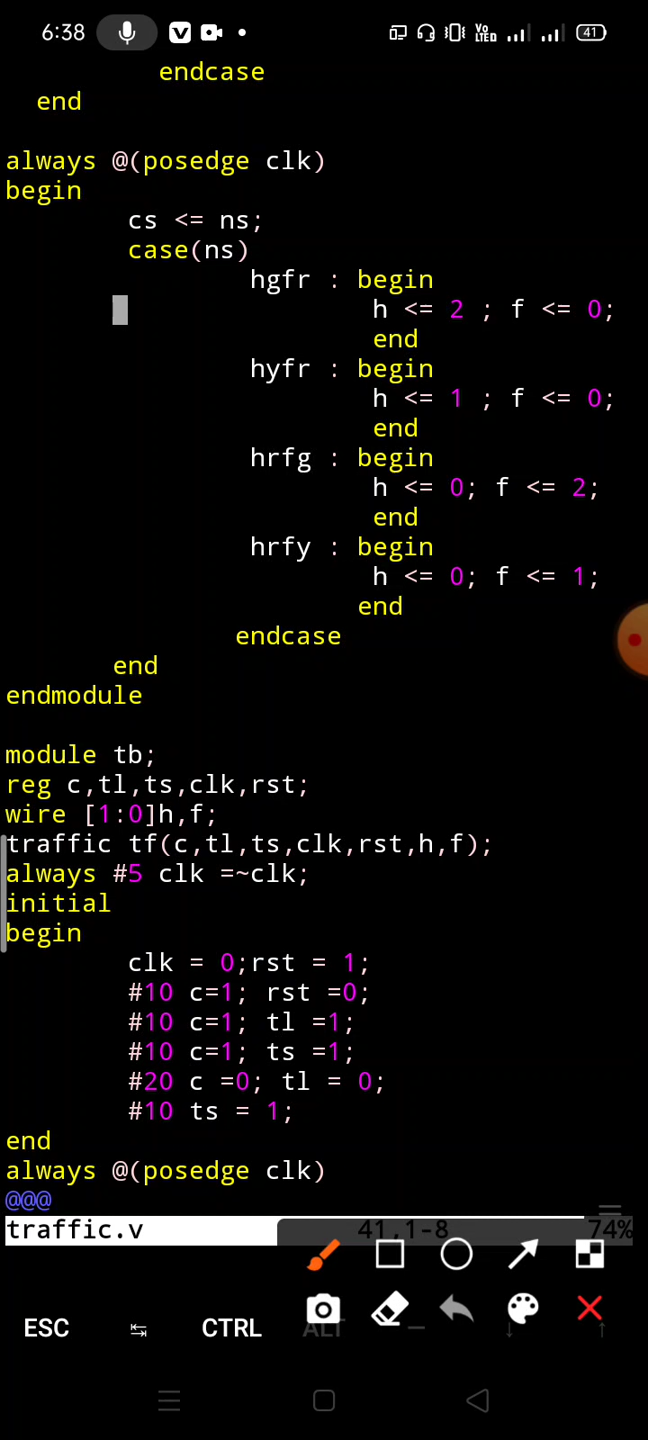 6:38
Vo LTED
41
endcase
end
always @(posedge clk)
begin
cs <= ns;
case(ns)
hgfr : begin
h <= 2 ; f <= 0;
end
hyfr : begin
h <= 1 ; f <= 0;
end
hrfg : begin
h <= 0; f <= 2;
end
hrfy : begin
h <= 0; f <= 1;
end
endcase
end
endmodule
module tb;
reg c,tl,ts,clk,rst;
wire [1:0]h,f;
traffic tf(c,tl,ts,clk,rst,h,f);
always #5 clk =~clk;
initial
begin
clk = 0;rst = 1;
#10 c=1; rst =0;
#10 c=1; tl =1;
#10 c=1; ts =1;
#20 c =0; tl = 0;
#10 ts = 1;
end
always @(posedge clk)
@@@
traffic.v 41,1-8 74%
ESC CTRL ALT